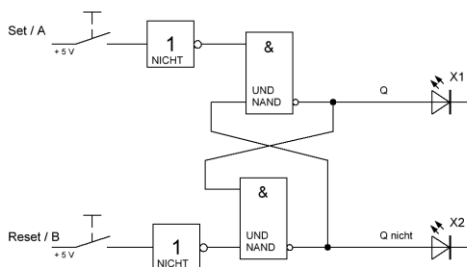 Set / A
+ 5 V
1
NICHT
&
UND
NAND
Q
X1
&
UND
NAND
Reset / B
+ 5 V
1
NICHT
Q nicht
X2